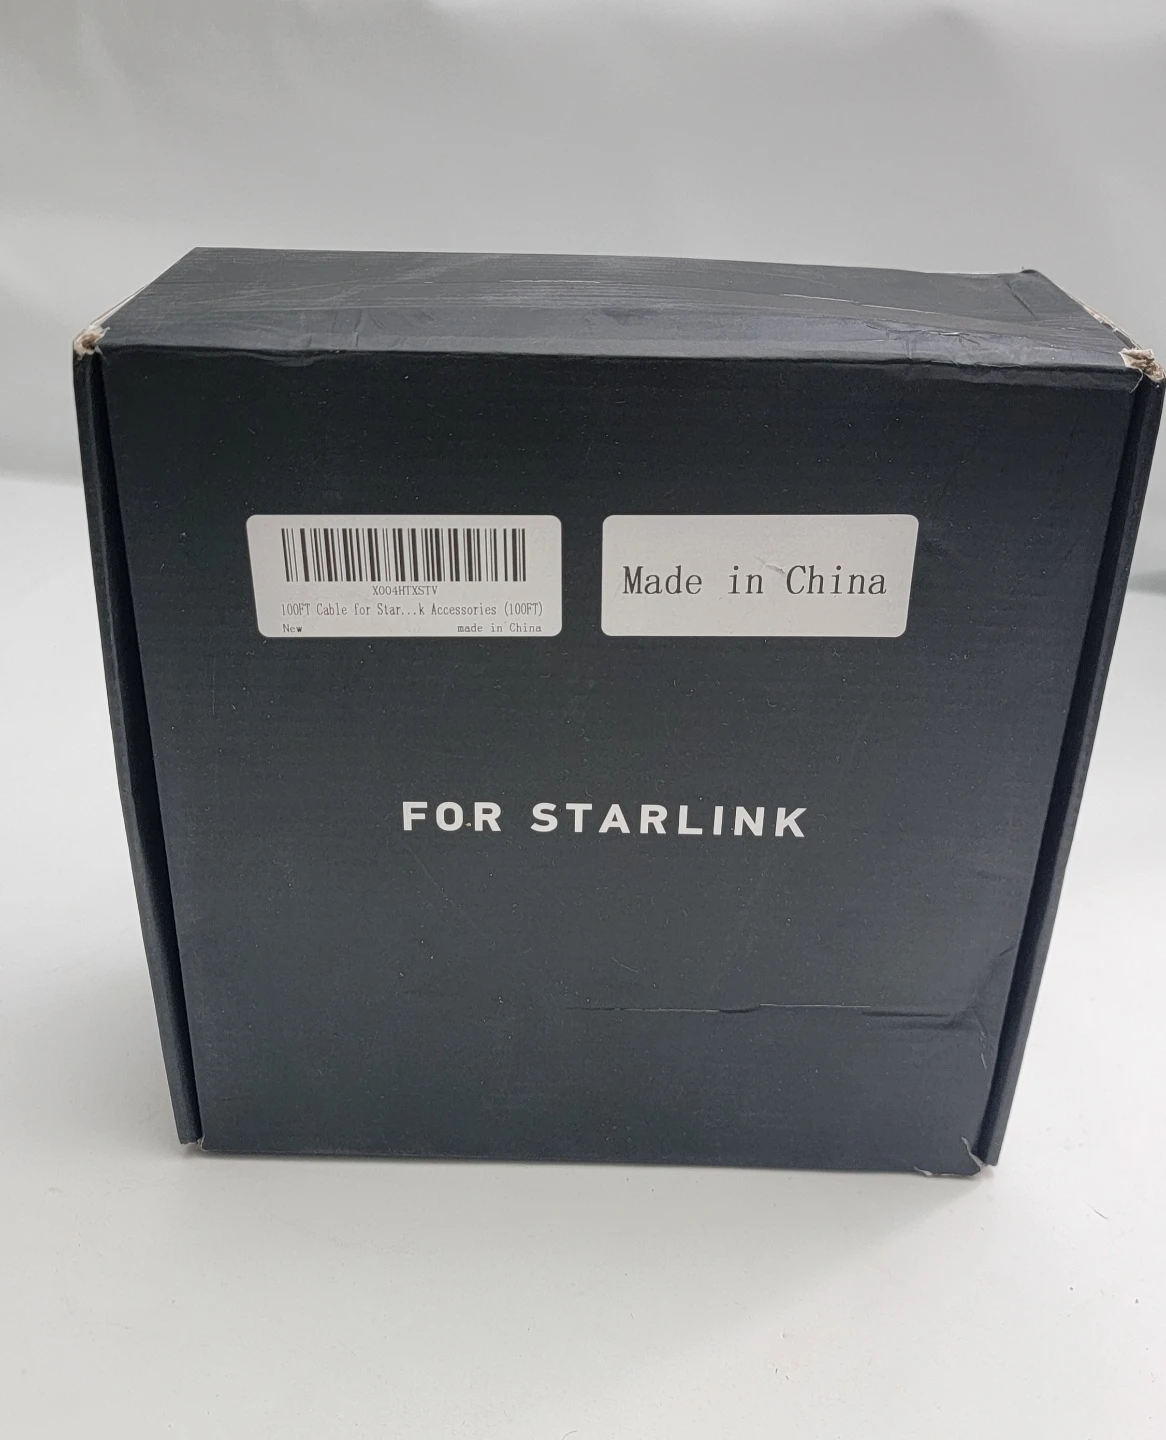 X004HTXSTV
100FT Cable for Star...k Accessories (100FT)
New made in China
Made in China
FOR STARLINK